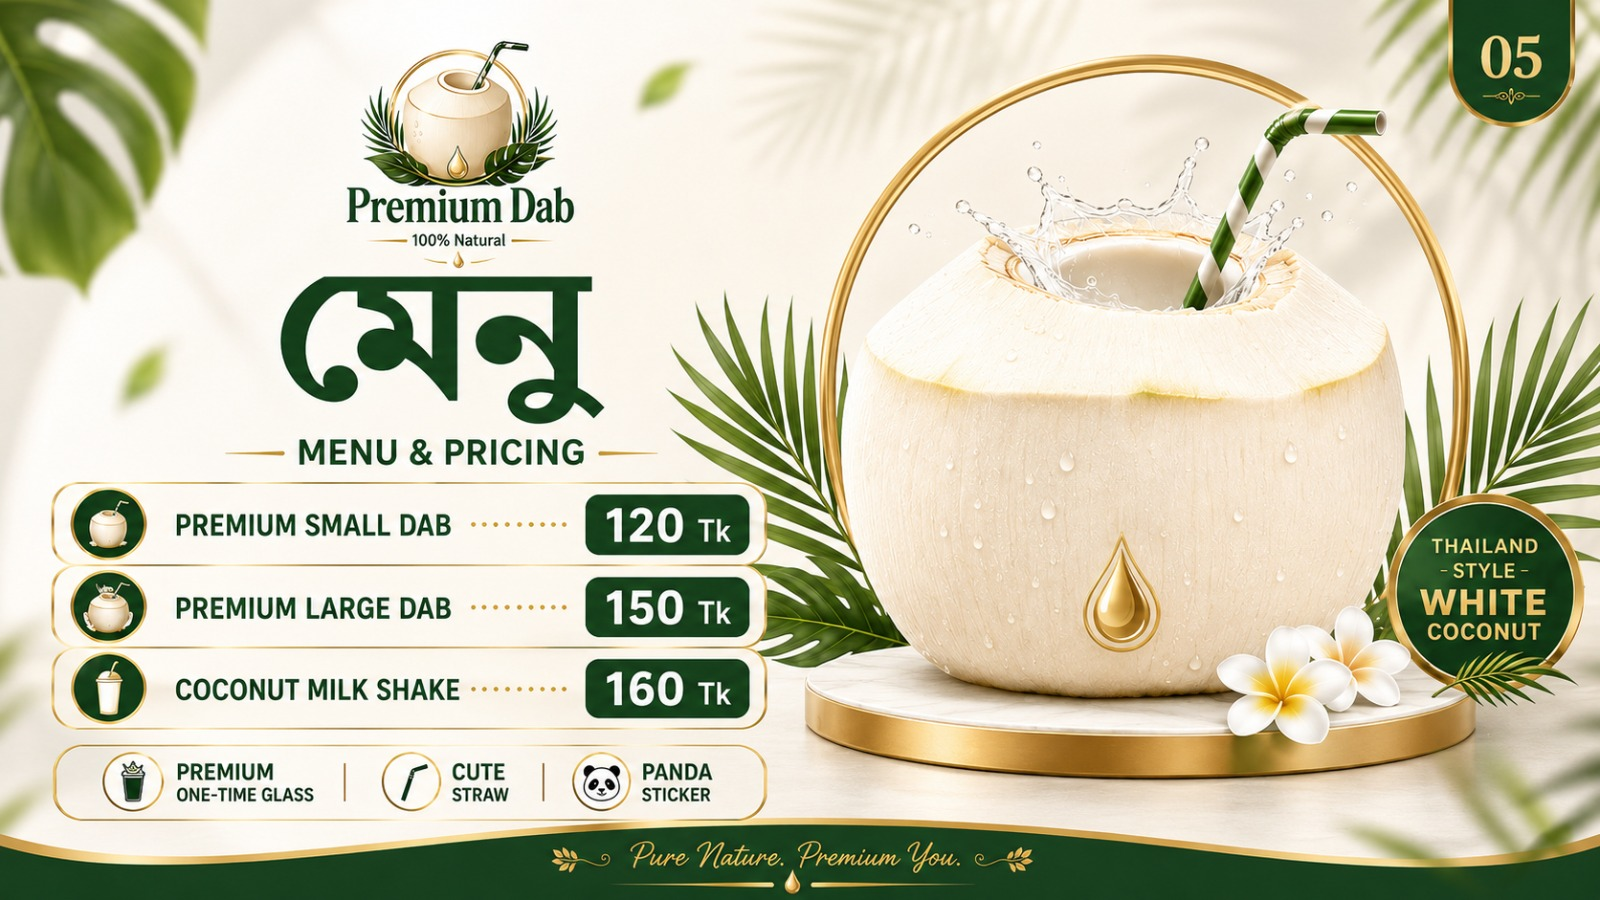 Premium Dab
100% Natural
মেনু
MENU & PRICING
PREMIUM SMALL DAB ......... 120 Tk
PREMIUM LARGE DAB ......... 150 Tk
COCONUT MILK SHAKE ......... 160 Tk
PREMIUM
ONE-TIME GLASS
CUTE
STRAW
PANDA
STICKER
05
THAILAND
- STYLE -
WHITE
COCONUT
Pure Nature. Premium You.